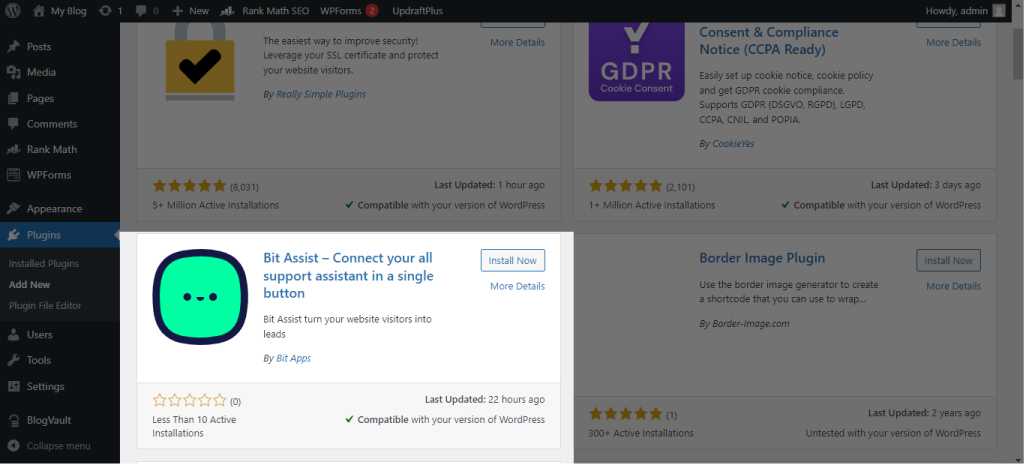 My Blog 1 0 New Rank Math SEO WPForms 2 UpdraftPlus Howdy, admin
Posts
Media
Pages
Comments
Rank Math
WPForms
Appearance
Plugins
Installed Plugins
Add New
Plugin File Editor
Users
Tools
Settings
BlogVault
Collapse menu
The easiest way to improve security!
Leverage your SSL certificate and protect
your website visitors.
By Really Simple Plugins
More Details
(8,031)
5+ Million Active Installations
Last Updated: 1 hour ago
Compatible with your version of WordPress
GDPR
Cookie Consent
Consent & Compliance
Notice (CCPA Ready)
Easily set up cookie notice, cookie policy
and get GDPR cookie compliance.
Supports GDPR (DSGVO, RGPD), LGPD,
CCPA, CNIL, and POPIA.
By CookieYes
More Details
(2,101)
1+ Million Active Installations
Last Updated: 3 days ago
Compatible with your version of WordPress
Bit Assist – Connect your all
support assistant in a single
button
Bit Assist turn your website visitors into
leads
By Bit Apps
Install Now
More Details
(0)
Less Than 10 Active
Installations
Last Updated: 22 hours ago
Compatible with your version of WordPress
Border Image Plugin
Use the border image generator to create
a shortcode that you can use to wrap...
By Border-Image.com
Install Now
More Details
(1)
300+ Active Installations
Last Updated: 2 years ago
Untested with your version of WordPress